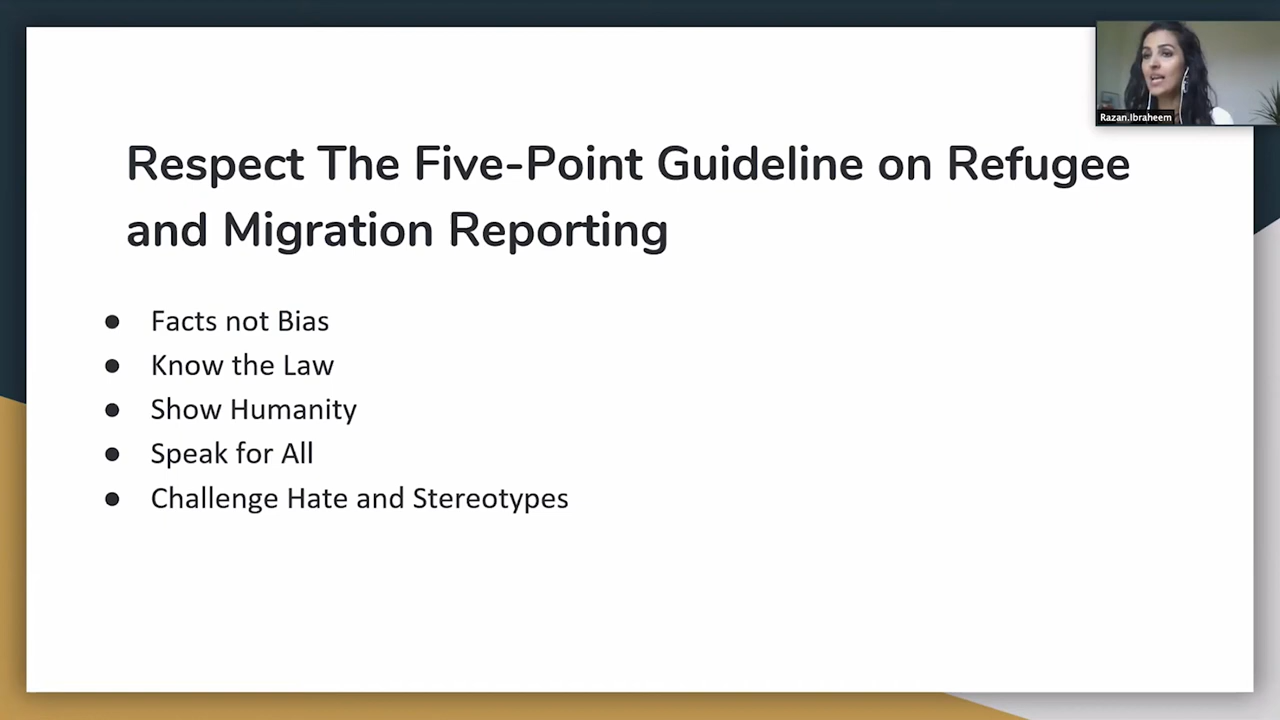 Razan.Ibraheem
Respect The Five-Point Guideline on Refugee
and Migration Reporting
● Facts not Bias
● Know the Law
● Show Humanity
● Speak for All
● Challenge Hate and Stereotypes